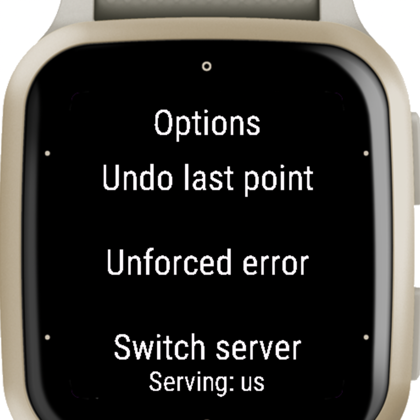 Options
Undo last point
Unforced error
Switch server
Serving: us